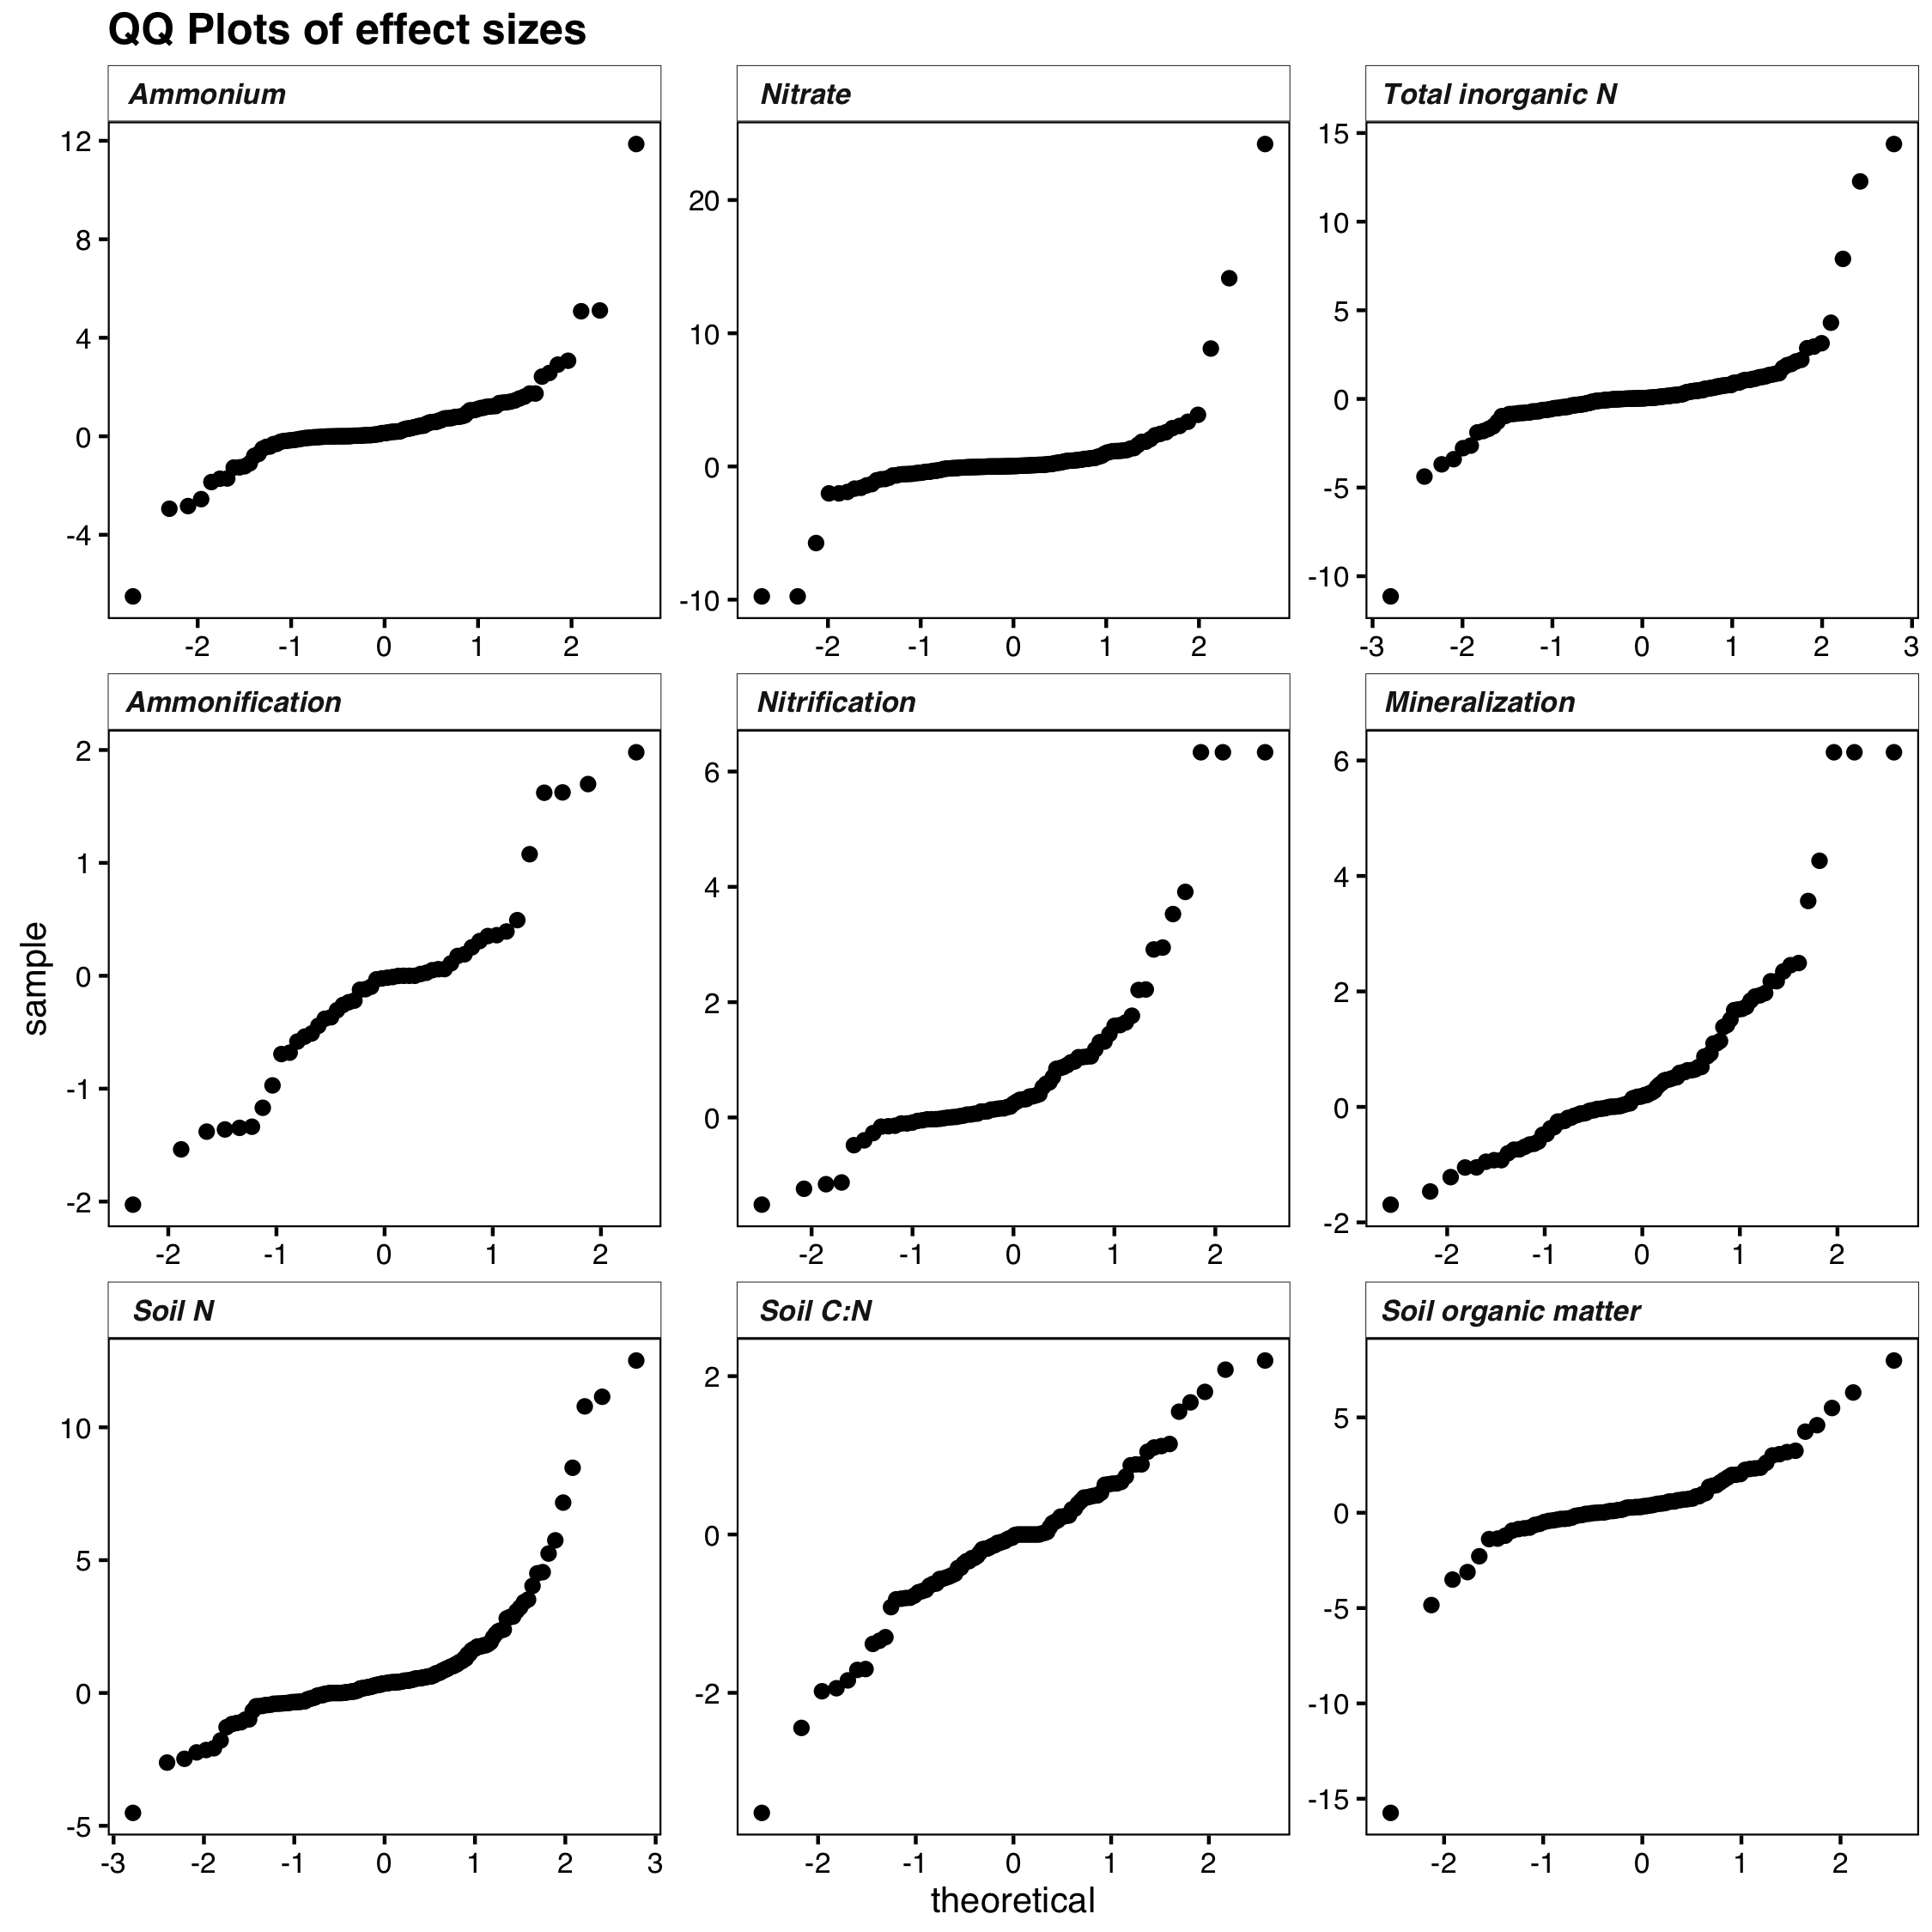 QQ Plots of effect sizes
Ammonium
Nitrate
Total inorganic N
12
8
4
0
-4
20
10
0
-10
15
10
5
0
-5
-10
-2 -1 0 1 2
-2 -1 0 1 2
-3 -2 -1 0 1 2 3
Ammonification
Nitrification
Mineralization
2
1
0
-1
-2
6
4
2
0
6
4
2
0
-2
-2 -1 0 1 2
-2 -1 0 1 2
-2 -1 0 1 2
sample
Soil N
Soil C:N
Soil organic matter
10
5
0
-5
2
0
-2
5
0
-5
-10
-15
-3 -2 -1 0 1 2 3
-2 -1 0 1 2
-2 -1 0 1 2
theoretical